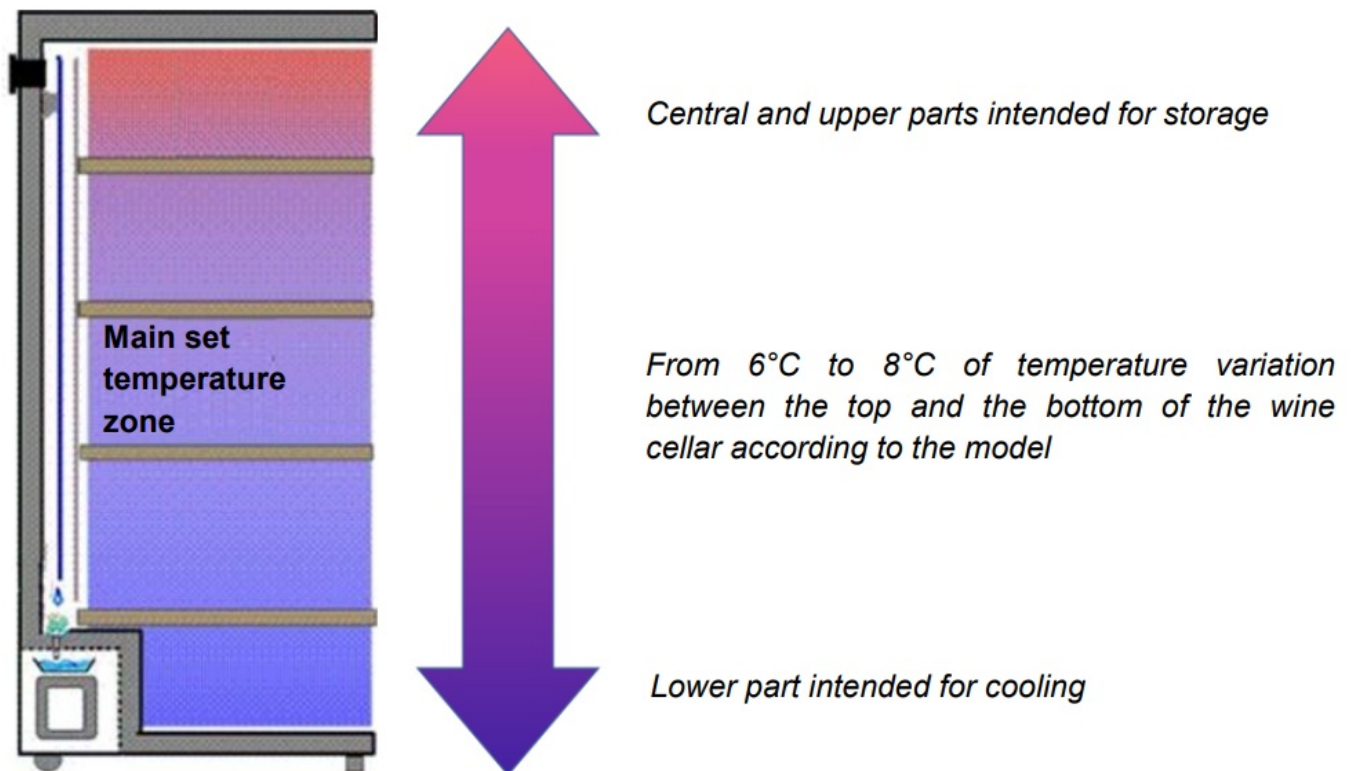 Central and upper parts intended for storage
Main set
temperature
zone
From 6°C to 8°C of temperature variation
between the top and the bottom of the wine
cellar according to the model
Lower part intended for cooling